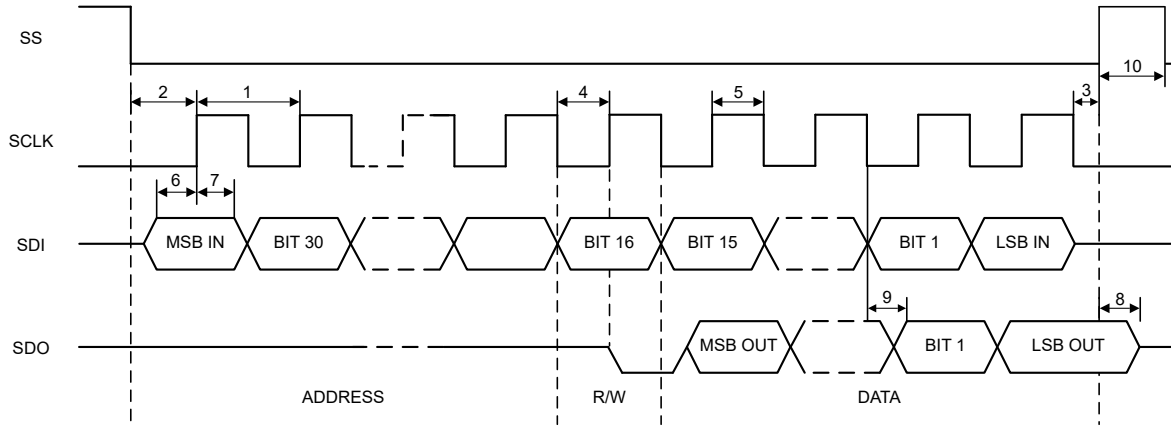 SS
10
2
1
4
5
3
SCLK
6
7
SDI
MSB IN
BIT 30
BIT 16
BIT 15
BIT 1
LSB IN
9
8
SDO
MSB OUT
BIT 1
LSB OUT
ADDRESS
R/W
DATA